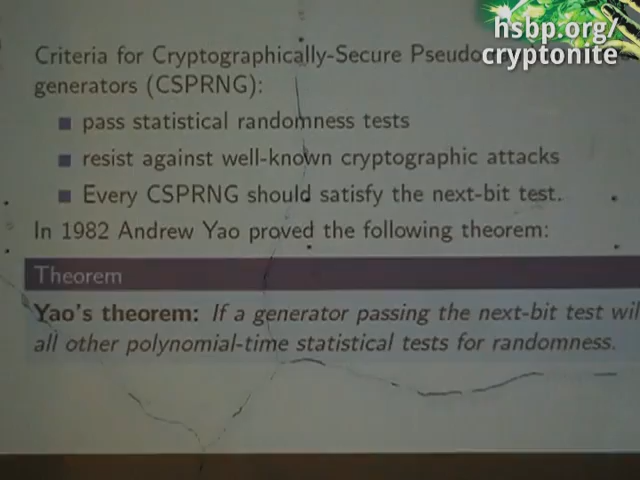 hsbp.org/
cryptonite
Criteria for Cryptographically-Secure Pseudo
generators (CSPRNG):
pass statistical randomness tests
resist against well-known cryptographic attacks
Every CSPRNG should satisfy the next-bit test.
In 1982 Andrew Yao proved the following theorem:
Theorem
Yao's theorem: If a generator passing the next-bit test wil
all other polynomial-time statistical tests for randomness.